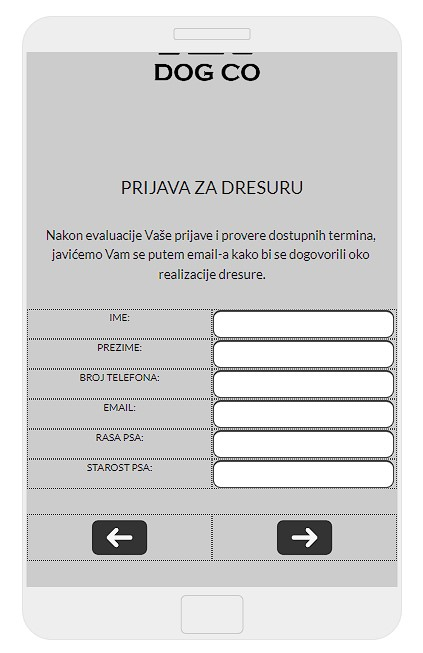 DOG CO
PRIJAVA ZA DRESURU
Nakon evaluacije Vaše prijave i provere dostupnih termina,
javićemo Vam se putem email-a kako bi se dogovorili oko
realizacije dresure.
IME:
PREZIME:
BROJ TELEFONA:
EMAIL:
RASA PSA:
STAROST PSA: